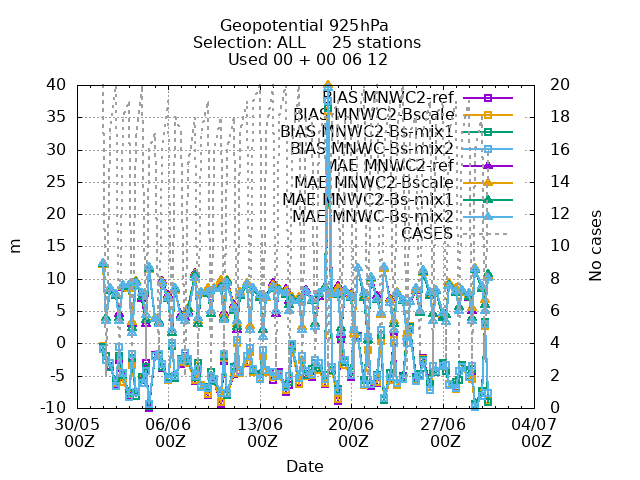 Geopotential 925hPa
Selection: ALL 25 stations
Used 00 + 00 06 12
40
35
30
25
20
15
10
5
0
-5
-10
m
20
18
16
14
12
10
8
6
4
2
0
No cases
BIAS MNWC2-ref
BIAS MNWC2-Bscale
BIAS MNWC2-Bs-mix1
BIAS MNWC-Bs-mix2
MAE MNWC2-ref
MAE MNWC2-Bscale
MAE MNWC2-Bs-mix1
MAE MNWC-Bs-mix2
CASES
30/05 06/06 13/06 20/06 27/06 04/07
00Z 00Z 00Z 00Z 00Z 00Z
Date